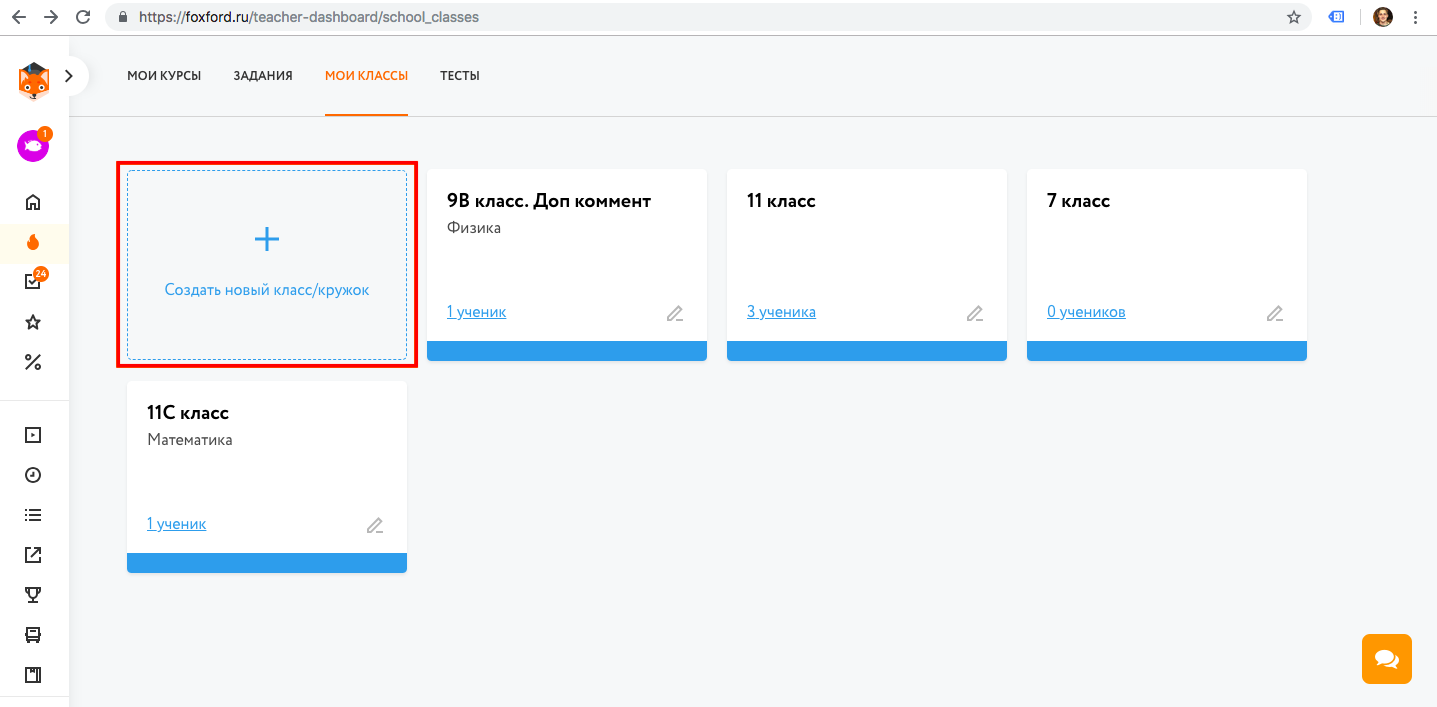 https://foxford.ru/teacher-dashboard/school_classes
МОИ КУРСЫ ЗАДАНИЯ МОИ КЛАССЫ ТЕСТЫ
1
24
Создать новый класс/кружок
9В класс. Доп коммент
Физика
1 ученик
11 класс
3 ученика
7 класс
0 учеников
11С класс
Математика
1 ученик